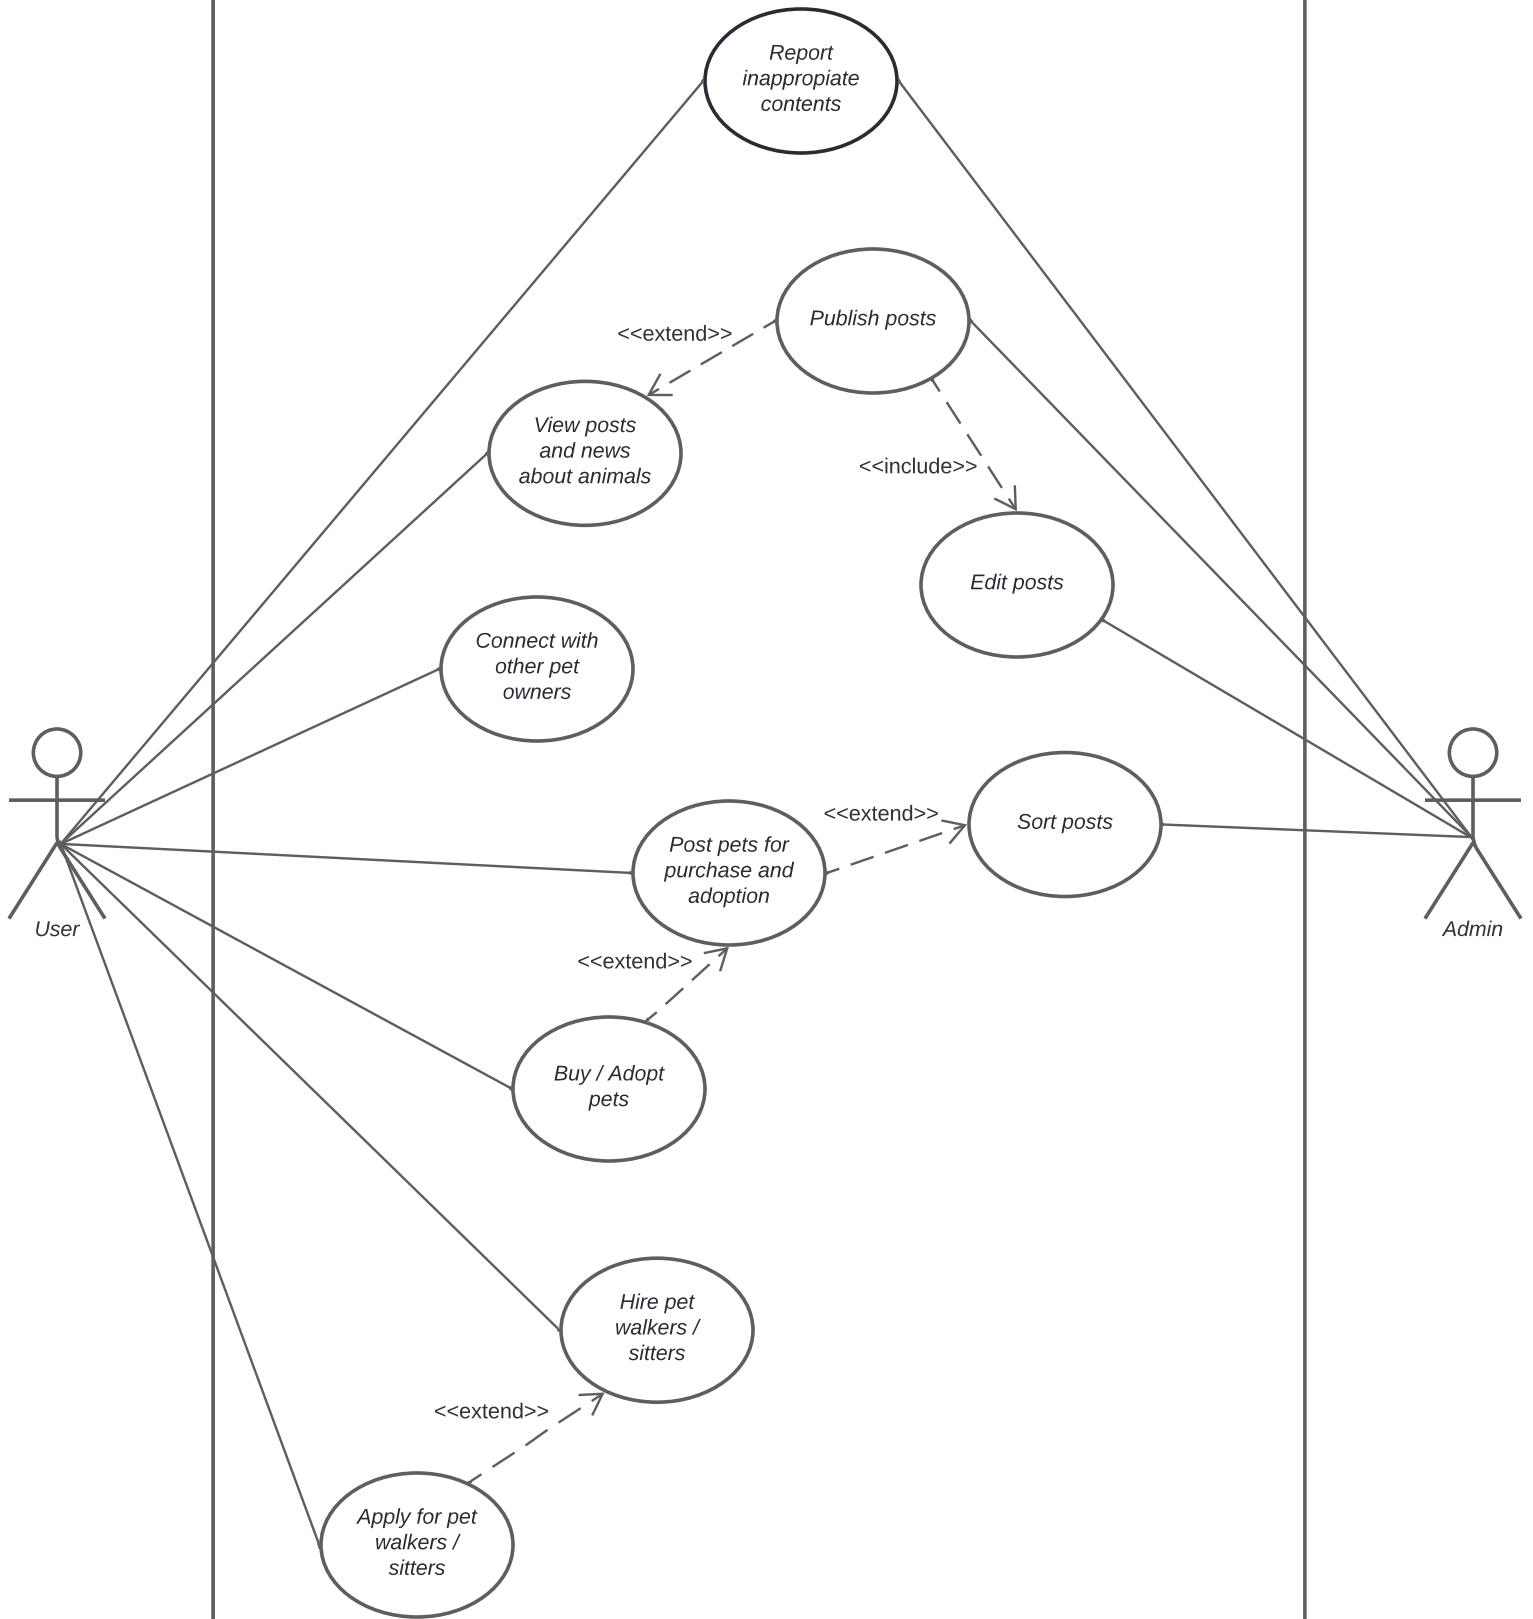 Report
inappropiate
contents
Publish posts
<<extend>>
View posts
and news
about animals
<<include>>
Edit posts
Connect with
other pet
owners
<<extend>>
Sort posts
Post pets for
purchase and
adoption
User
Admin
<<extend>>
Buy / Adopt
pets
Hire pet
walkers /
sitters
<<extend>>
Apply for pet
walkers /
sitters